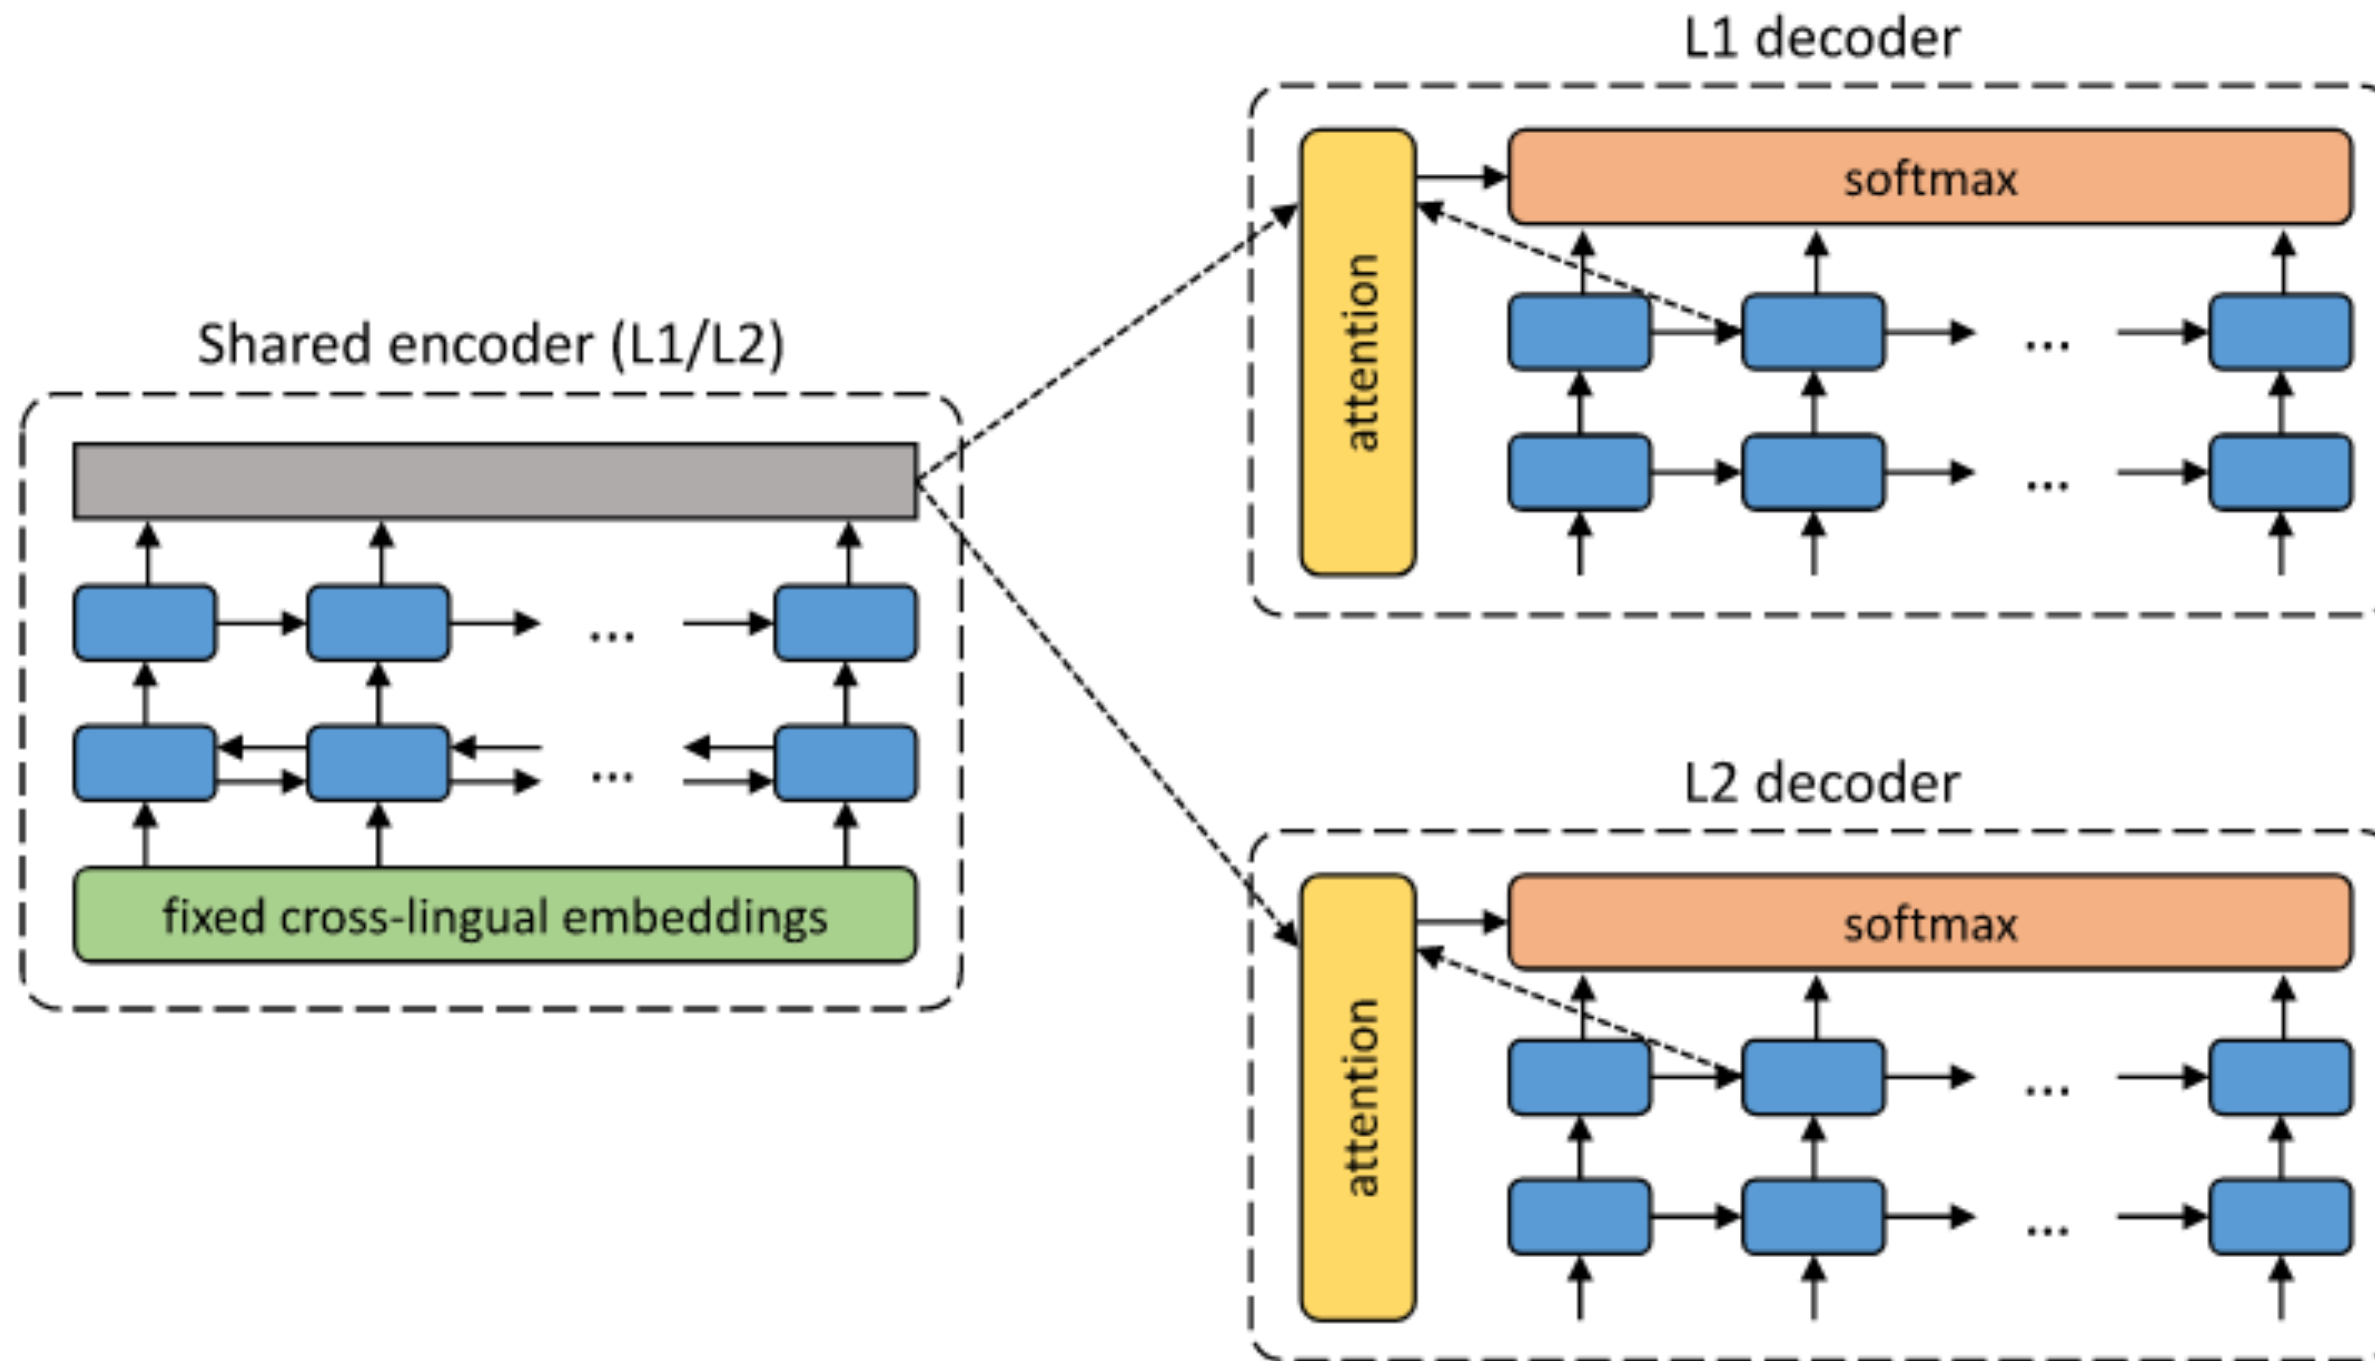 L1 decoder
softmax
attention
...
...
Shared encoder (L1/L2)
...
...
fixed cross-lingual embeddings
L2 decoder
softmax
attention
...
...